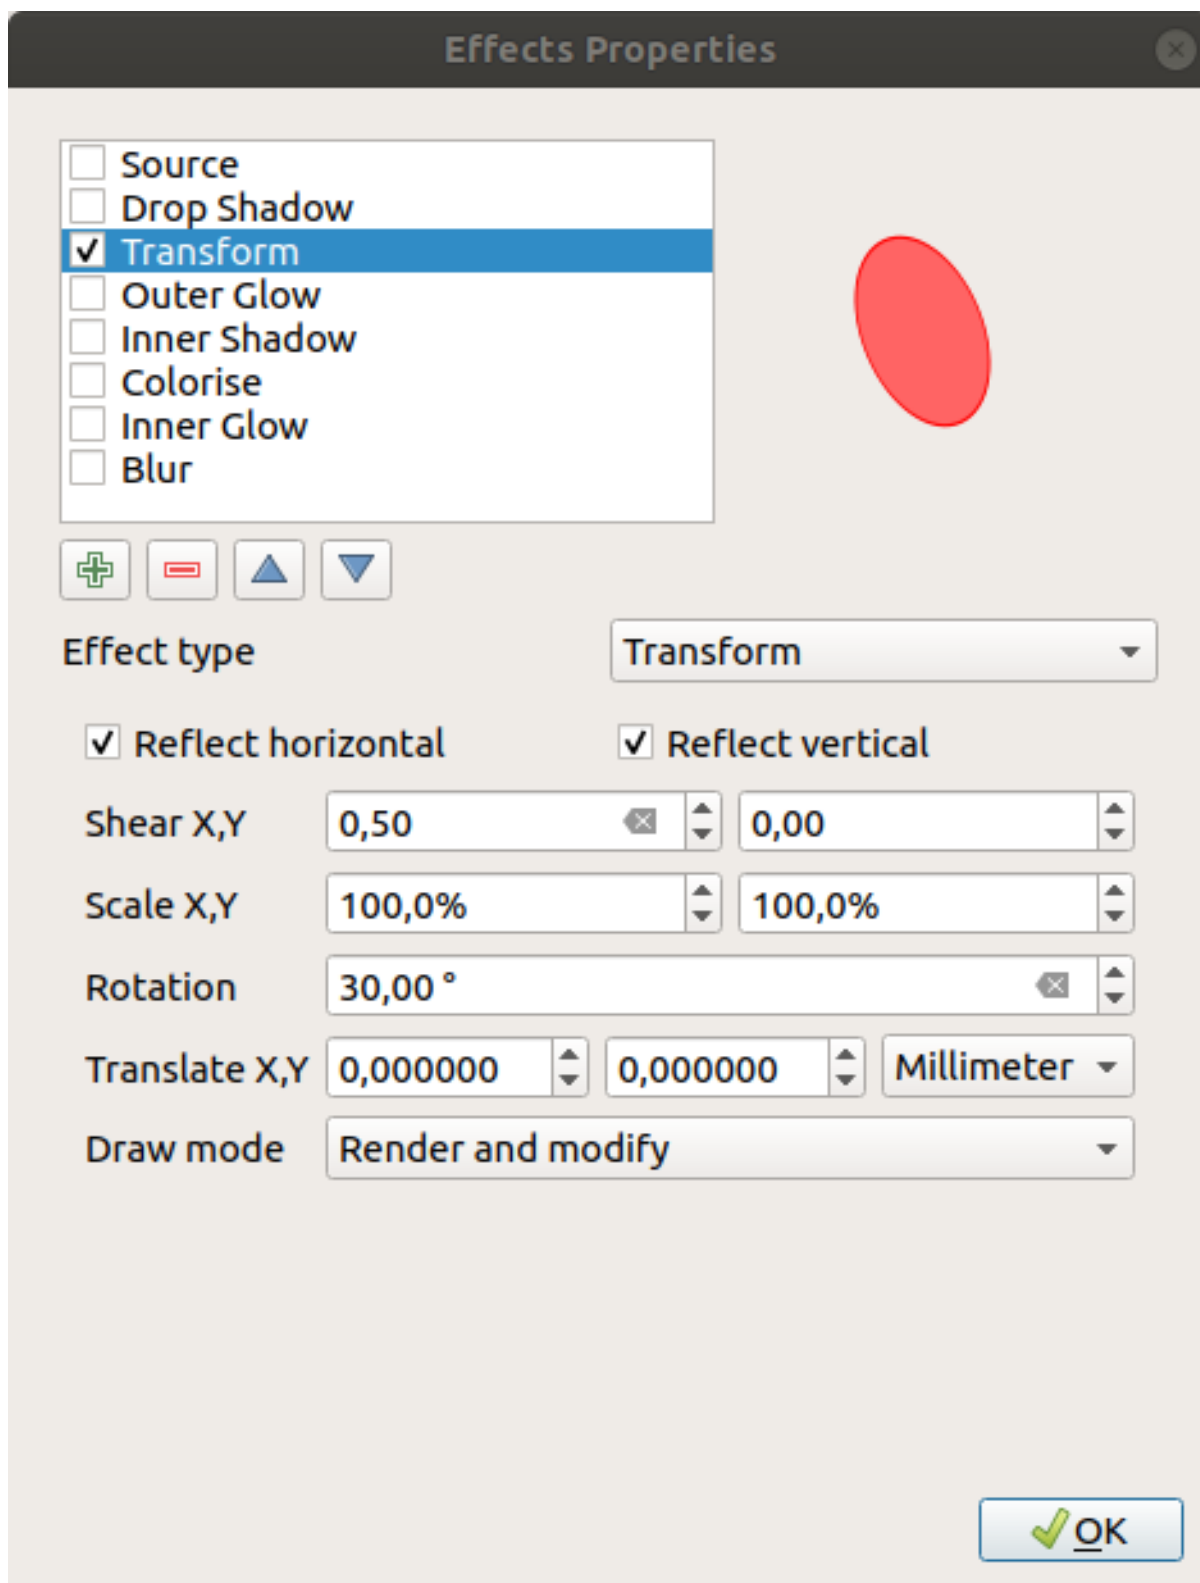 Effects Properties
Source
Drop Shadow
Transform
Outer Glow
Inner Shadow
Colorise
Inner Glow
Blur
Effect type Transform
Reflect horizontal Reflect vertical
Shear X,Y 0,50 0,00
Scale X,Y 100,0% 100,0%
Rotation 30,00 °
Translate X,Y 0,000000 0,000000 Millimeter
Draw mode Render and modify
OK